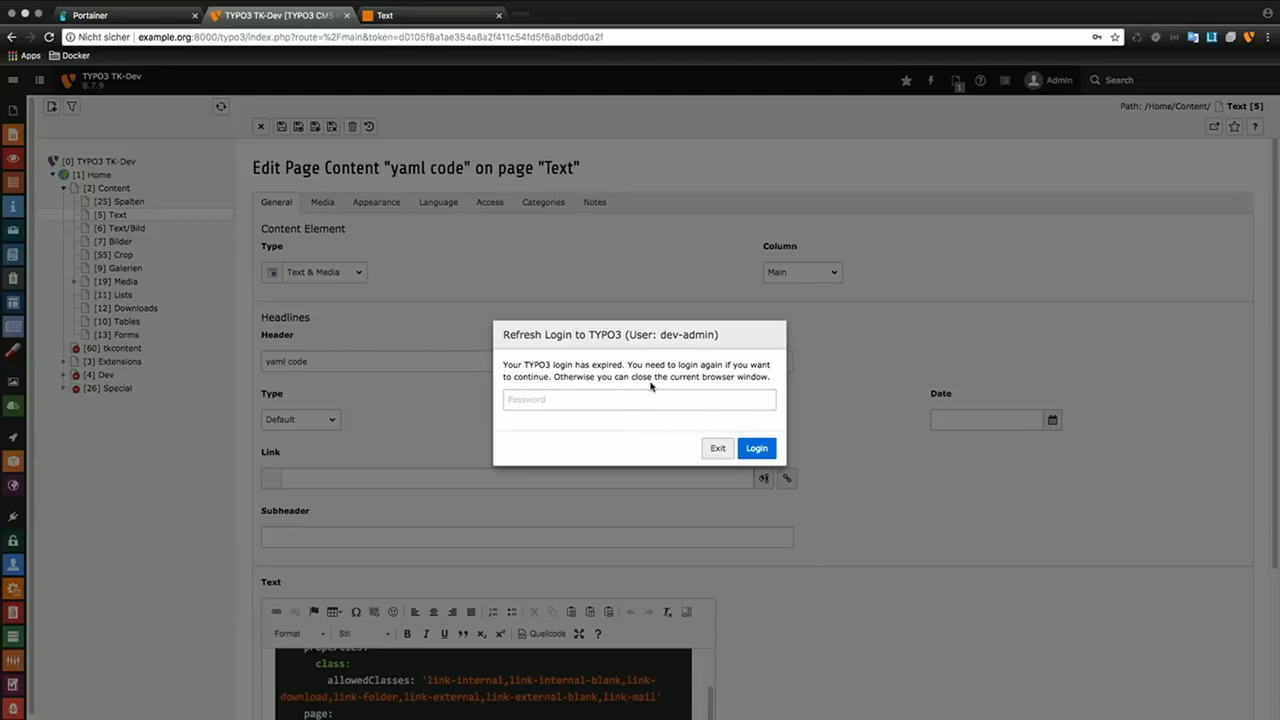 Portainer
TYPO3 TK-Dev [TYPO3 CMS
Text
Nicht sicher
example.org:8000/typo3/index.php?route=%2Fmain&token=d0105f8a1ae354a8a2f411c54fd5f6a8dbdd0a2f
Apps
Docker
TYPO3 TK-Dev
8.7.9
1
Admin
Search
Path: /Home/Content/
Text [5]
[0] TYPO3 TK-Dev
[1] Home
[2] Content
[25] Spalten
[5] Text
[6] Text/Bild
[7] Bilder
[55] Crop
[9] Galerien
[19] Media
[11] Lists
[12] Downloads
[10] Tables
[13] Forms
[60] tkcontent
[3] Extensions
[4] Dev
[26] Special
Edit Page Content "yaml code" on page "Text"
General
Media
Appearance
Language
Access
Categories
Notes
Content Element
Type
Column
Text & Media
Main
Headlines
Header
yaml code
Refresh Login to TYPO3 (User: dev-admin)
Your TYPO3 login has expired. You need to login again if you want
to continue. Otherwise you can close the current browser window.
Password
Exit
Login
Type
Date
Default
Link
Subheader
Text
Format
Stil
Quellcode
properties:
class:
allowedClasses: 'link-internal,link-internal-blank,link-
download,link-folder,link-external,link-external-blank,link-mail'
page: